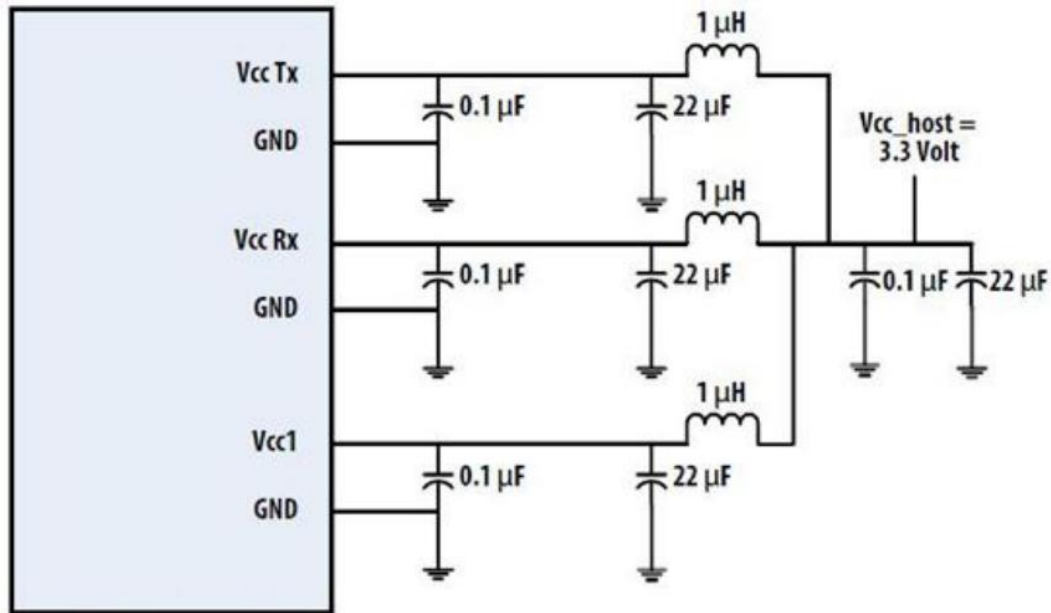 1 µH
Vcc Tx
0.1 µF
22 µF
GND
Vcc_host =
3.3 Volt
1 µH
Vcc Rx
0.1 µF
22 µF
0.1 µF
22 µF
GND
1 µH
Vcc1
0.1 µF
22 µF
GND